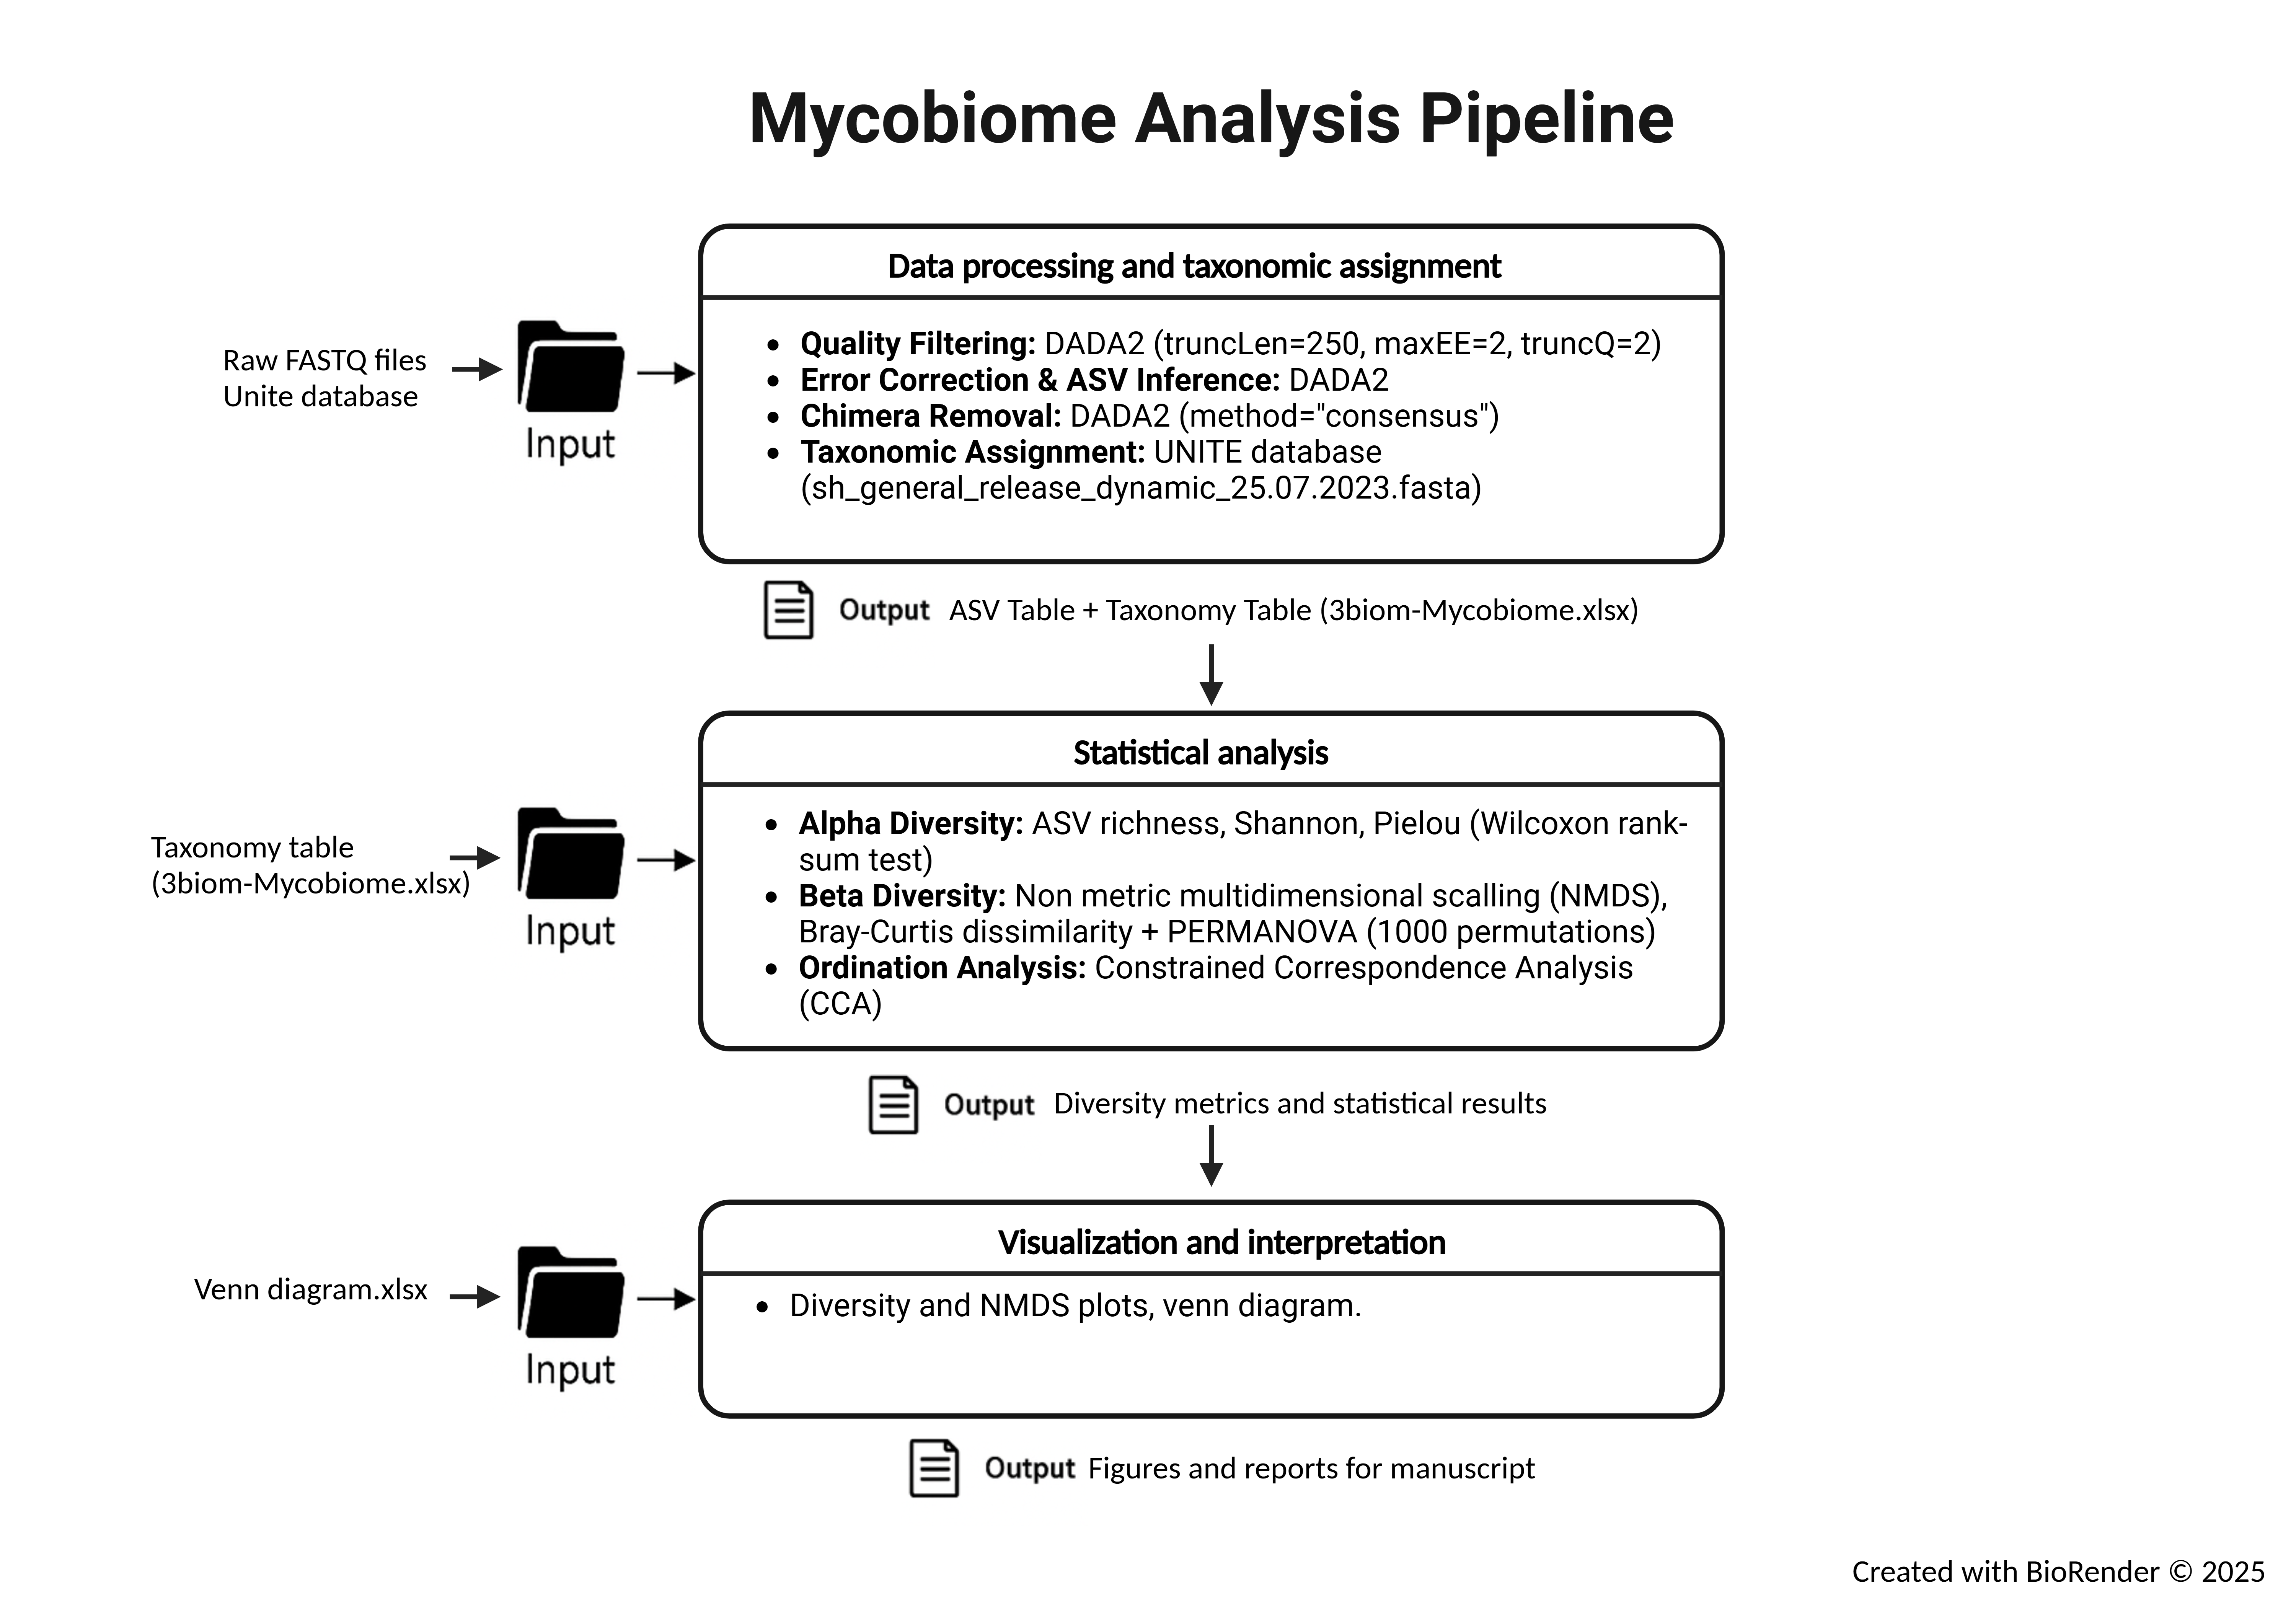 Mycobiome Analysis Pipeline
Data processing and taxonomic assignment
Raw FASTQ files
Unite database
Input
• Quality Filtering: DADA2 (truncLen=250, maxEE=2, truncQ=2)
• Error Correction & ASV Inference: DADA2
• Chimera Removal: DADA2 (method="consensus")
• Taxonomic Assignment: UNITE database
(sh_general_release_dynamic_25.07.2023.fasta)
Output ASV Table + Taxonomy Table (3biom-Mycobiome.xlsx)
Statistical analysis
Taxonomy table
(3biom-Mycobiome.xlsx)
Input
• Alpha Diversity: ASV richness, Shannon, Pielou (Wilcoxon rank-
sum test)
• Beta Diversity: Non metric multidimensional scalling (NMDS),
Bray-Curtis dissimilarity + PERMANOVA (1000 permutations)
• Ordination Analysis: Constrained Correspondence Analysis
(CCA)
Output Diversity metrics and statistical results
Visualization and interpretation
Venn diagram.xlsx
Input
• Diversity and NMDS plots, venn diagram.
Output Figures and reports for manuscript
Created with BioRender © 2025